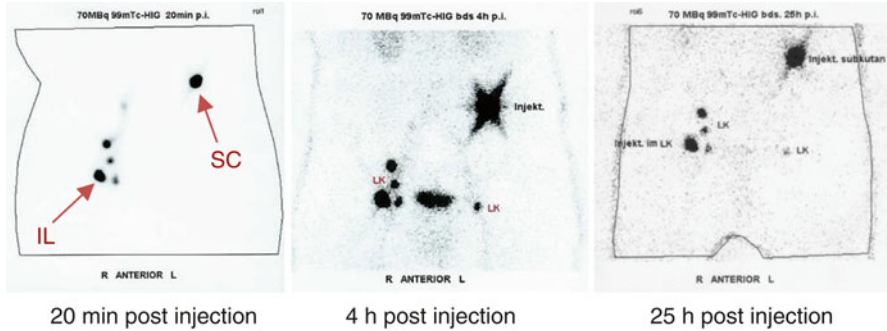 70MBq 99mTc-HIG 20min p.i.
roi1
SC
IL
R ANTERIOR L
20 min post injection
70 MBq 99mTc-HIG bds 4h p.i.
Injekt.
LK
LK
R ANTERIOR L
4 h post injection
70 MBq 99mTc-HIG bds. 25h p.i.
roi6
Injekt. subkutan
LK
Injekt. im LK
LK
R ANTERIOR L
25 h post injection